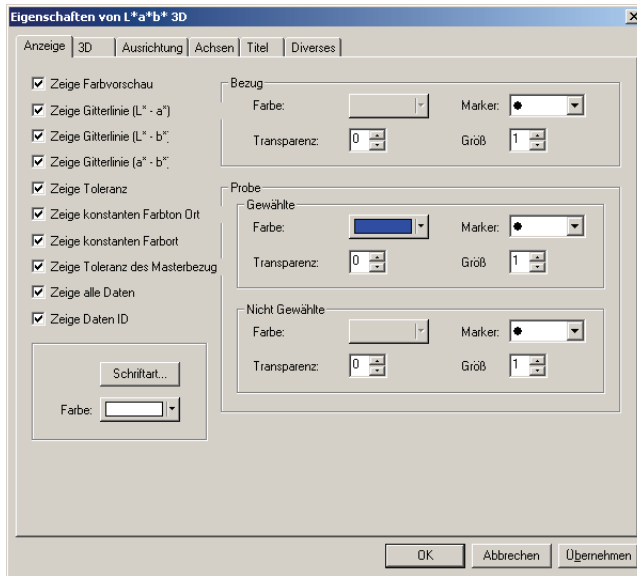 Eigenschaften von L*a*b* 3D
Anzeige 3D Ausrichtung Achsen Titel Diverses
Zeige Farbvorschau
Zeige Gitterlinie (L* - a*)
Zeige Gitterlinie (L* - b*)
Zeige Gitterlinie (a* - b*)
Zeige Toleranz
Zeige konstanten Farbton Ort
Zeige konstanten Farbort
Zeige Toleranz des Masterbezug
Zeige alle Daten
Zeige Daten ID
Schriftart...
Farbe:
Bezug
Farbe: Marker:
Transparenz: 0 Größ 1
Probe
Gewählte
Farbe: Marker:
Transparenz: 0 Größ 1
Nicht Gewählte
Farbe: Marker:
Transparenz: 0 Größ 1
OK Abbrechen Übernehmen